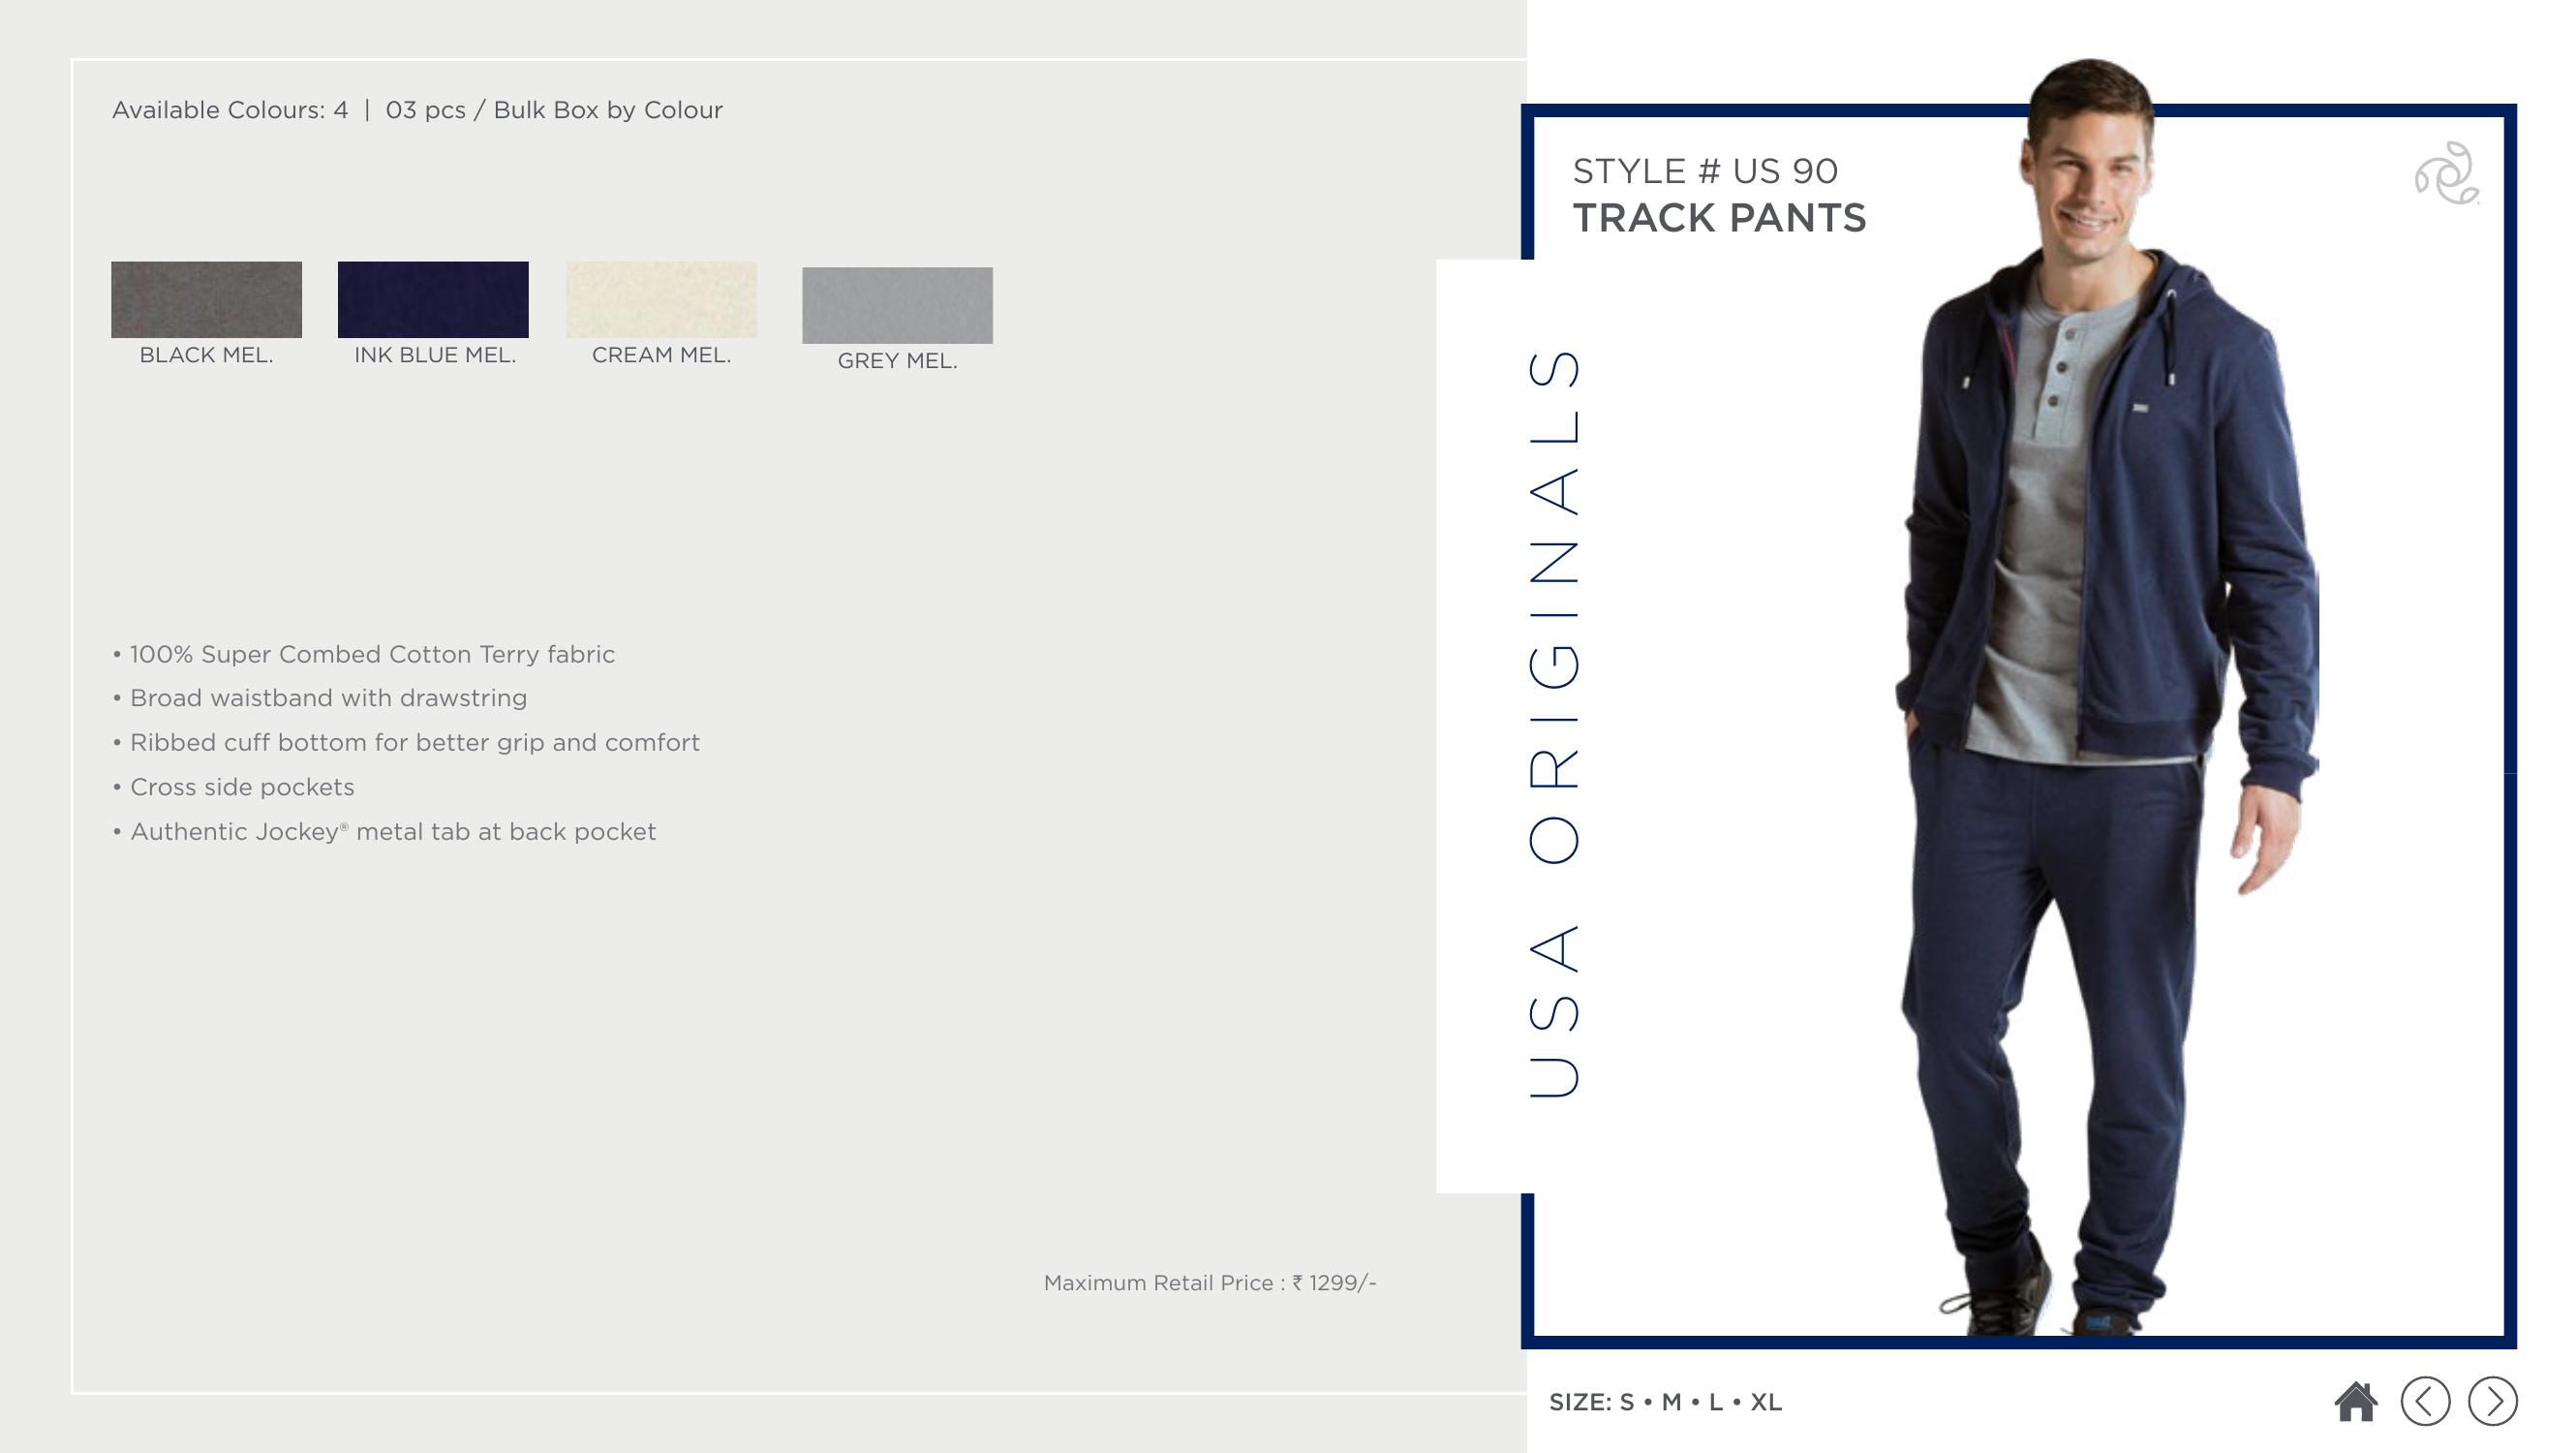 Available Colours: 4 | 03 pcs / Bulk Box by Colour
BLACK MEL.
INK BLUE MEL.
CREAM MEL.
GREY MEL.
• 100% Super Combed Cotton Terry fabric
• Broad waistband with drawstring
• Ribbed cuff bottom for better grip and comfort
• Cross side pockets
• Authentic Jockey® metal tab at back pocket
Maximum Retail Price : ₹ 1299/-
STYLE # US 90
TRACK PANTS
USA ORIGINALS
SIZE: S • M • L • XL